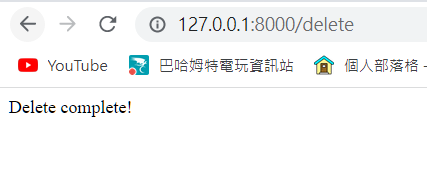 127.0.0.1:8000/delete
YouTube
巴哈姆特電玩資訊站
個人部落格 -
Delete complete!